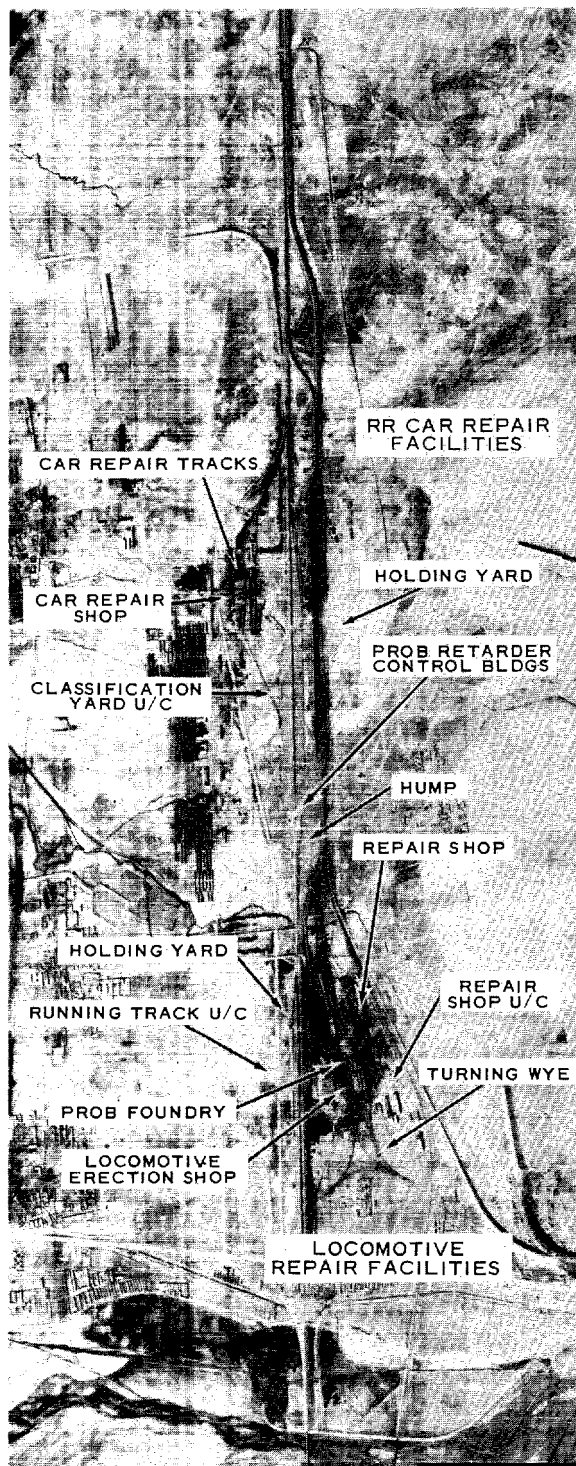 RR CAR REPAIR
FACILITIES
CAR REPAIR TRACKS
HOLDING YARD
CAR REPAIR
SHOP
PROB RETARDER
CONTROL BLDGS
CLASSIFICATION
YARD U/C
HUMP
REPAIR SHOP
HOLDING YARD
REPAIR
SHOP U/C
RUNNING TRACK U/C
TURNING WYE
PROB FOUNDRY
LOCOMOTIVE
ERECTION SHOP
LOCOMOTIVE
REPAIR FACILITIES